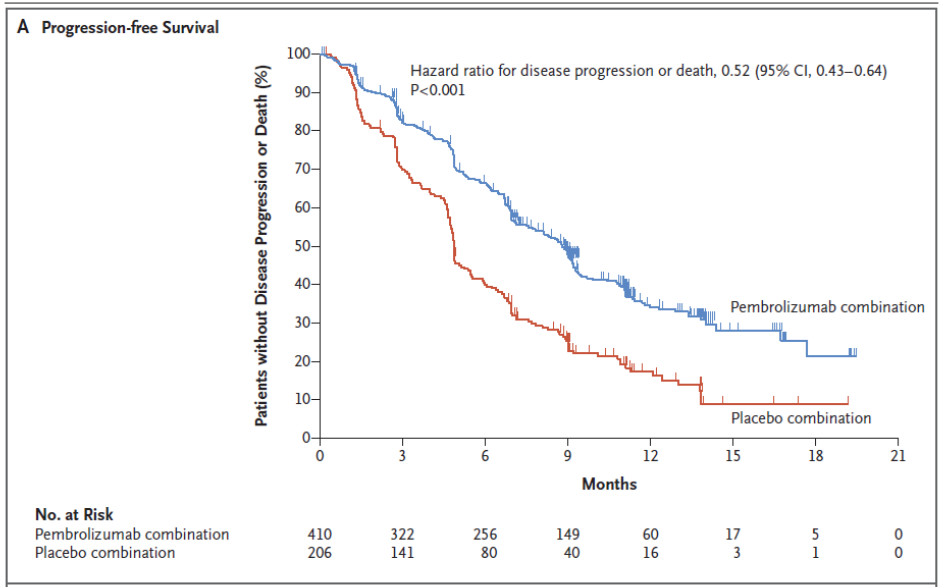 A Progression-free Survival
Patients without Disease Progression or Death (%)
100
90
80
70
60
50
40
30
20
10
0
Hazard ratio for disease progression or death, 0.52 (95% CI, 0.43–0.64)
P<0.001
Pembrolizumab combination
Placebo combination
0 3 6 9 12 15 18 21
Months
No. at Risk
Pembrolizumab combination 410 322 256 149 60 17 5 0
Placebo combination 206 141 80 40 16 3 1 0